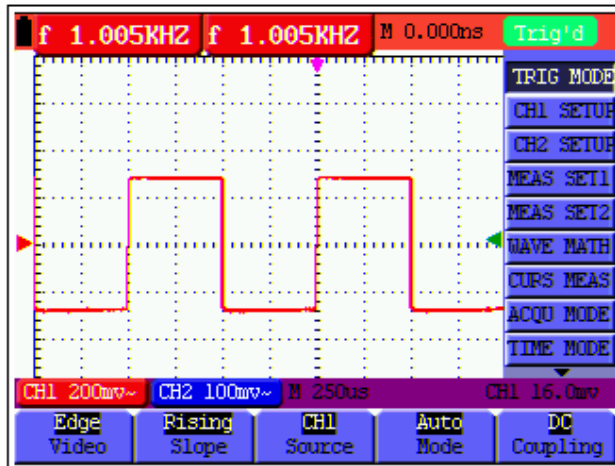 f 1.005KHZ f 1.005KHZ M 0.000ns Trig'd
TRIG MODE
CH1 SETUP
CH2 SETUP
MEAS SET1
MEAS SET2
WAVE MATH
CURS MEAS
ACQU MODE
TIME MODE
CH1 200mv~ CH2 100mv~ M 250us CH1 16.0mv
Edge Rising CH1 Auto DC
Video Slope Source Mode Coupling